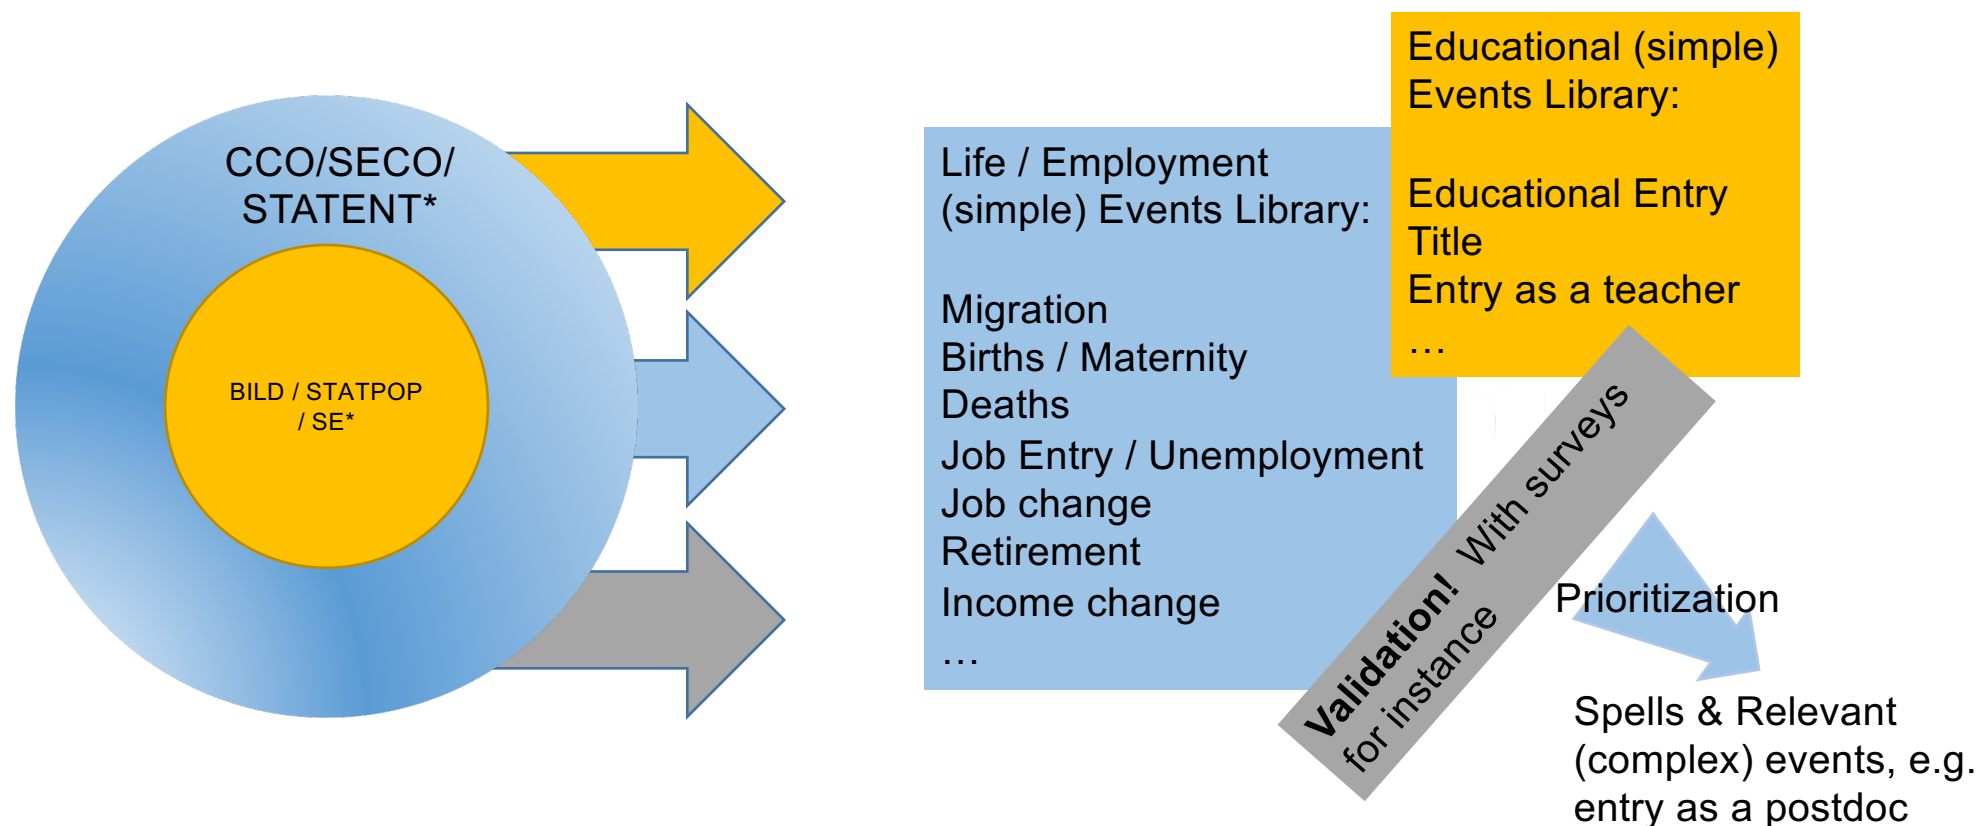 CCO/SECO/
STATENT*
BILD / STATPOP
/ SE*
Life / Employment
(simple) Events Library:
Migration
Births / Maternity
Deaths
Job Entry / Unemployment
Job change
Retirement
Income change
…
Educational (simple)
Events Library:
Educational Entry
Title
Entry as a teacher
…
Validation! With surveys
for instance
Prioritization
Spells & Relevant
(complex) events, e.g.
entry as a postdoc